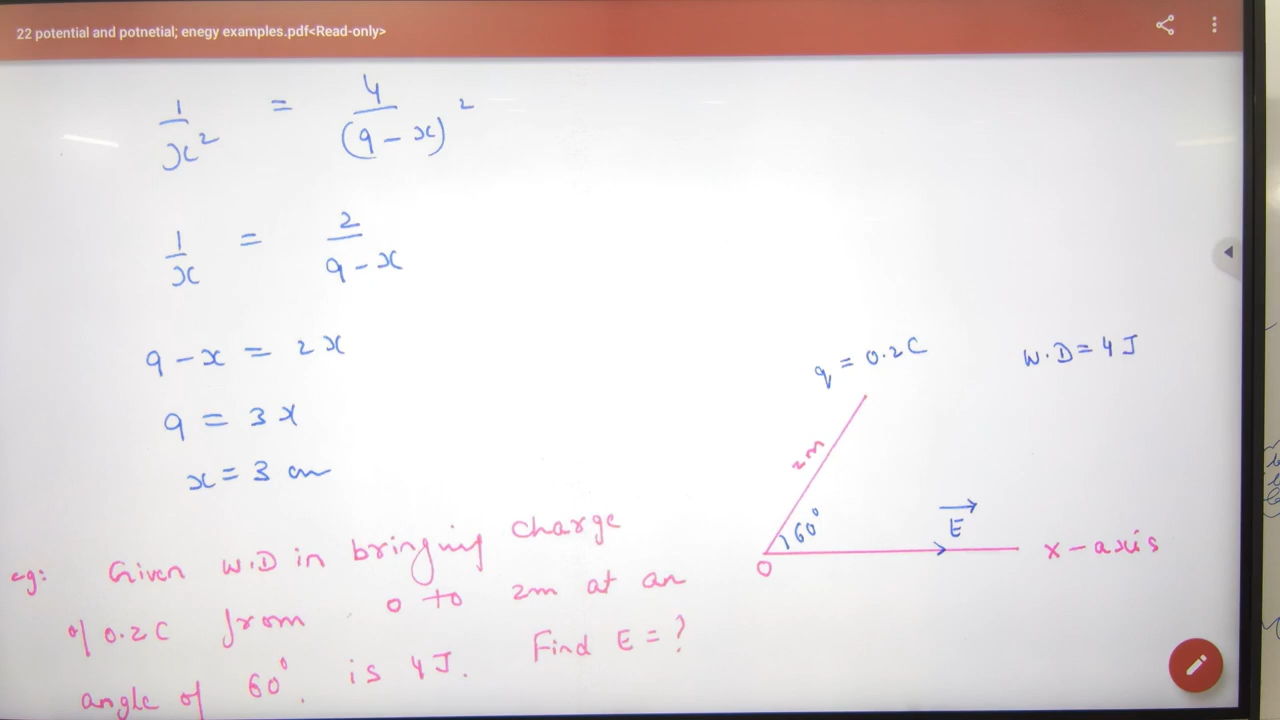 22 potential and potnetial; enegy examples.pdf<Read-only>
1/x² = 4/(9-x)²
1/x = 2/9-x
9-x = 2x
9 = 3x
x = 3 cm
q = 0.2C
W.D = 4J
2m
60°
E
O
x-axis
eg: Given W.D in bringing charge
of 0.2C from 0 to 2m at an
angle of 60°. is 4J. Find E = ?